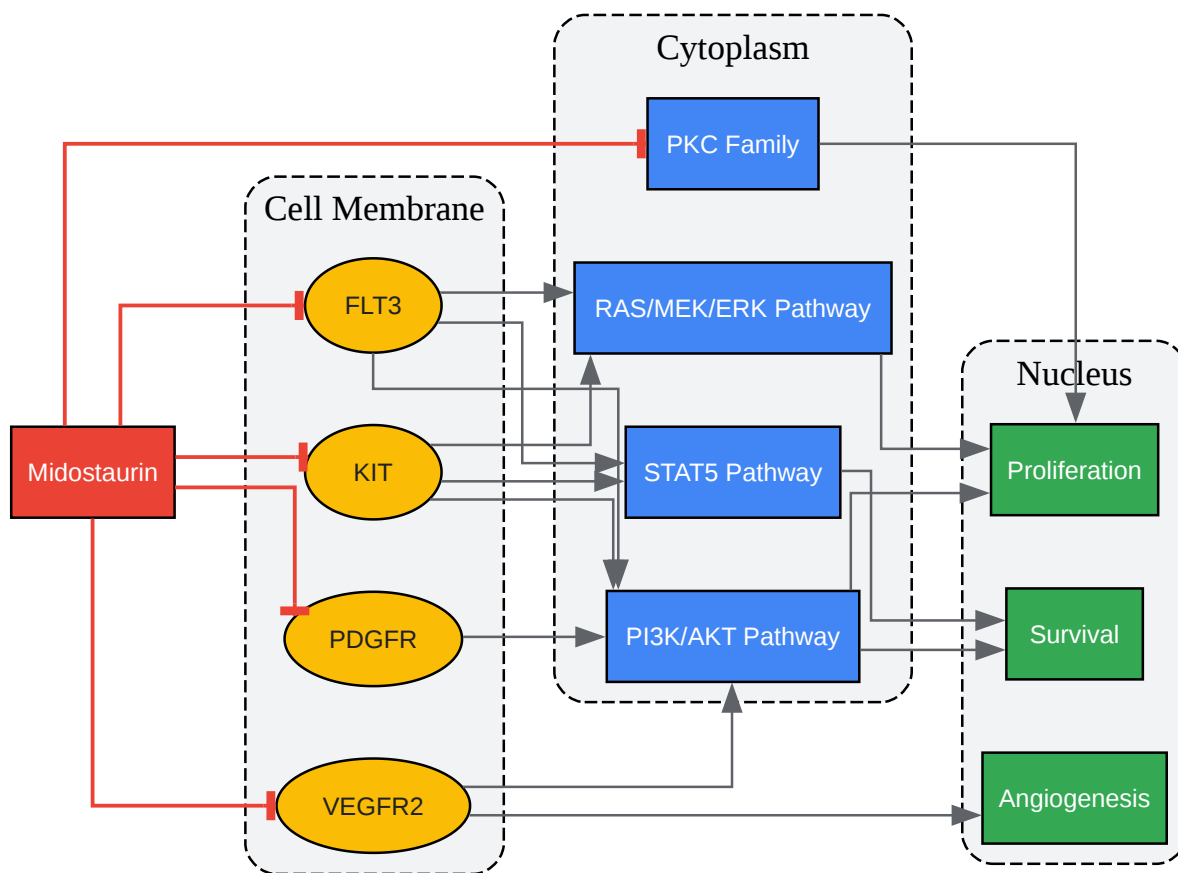 Cytoplasm
PKC Family
Cell Membrane
FLT3
RAS/MEK/ERK Pathway
Nucleus
Midostaurin
KIT
STAT5 Pathway
Proliferation
PDGFR
PI3K/AKT Pathway
Survival
VEGFR2
Angiogenesis